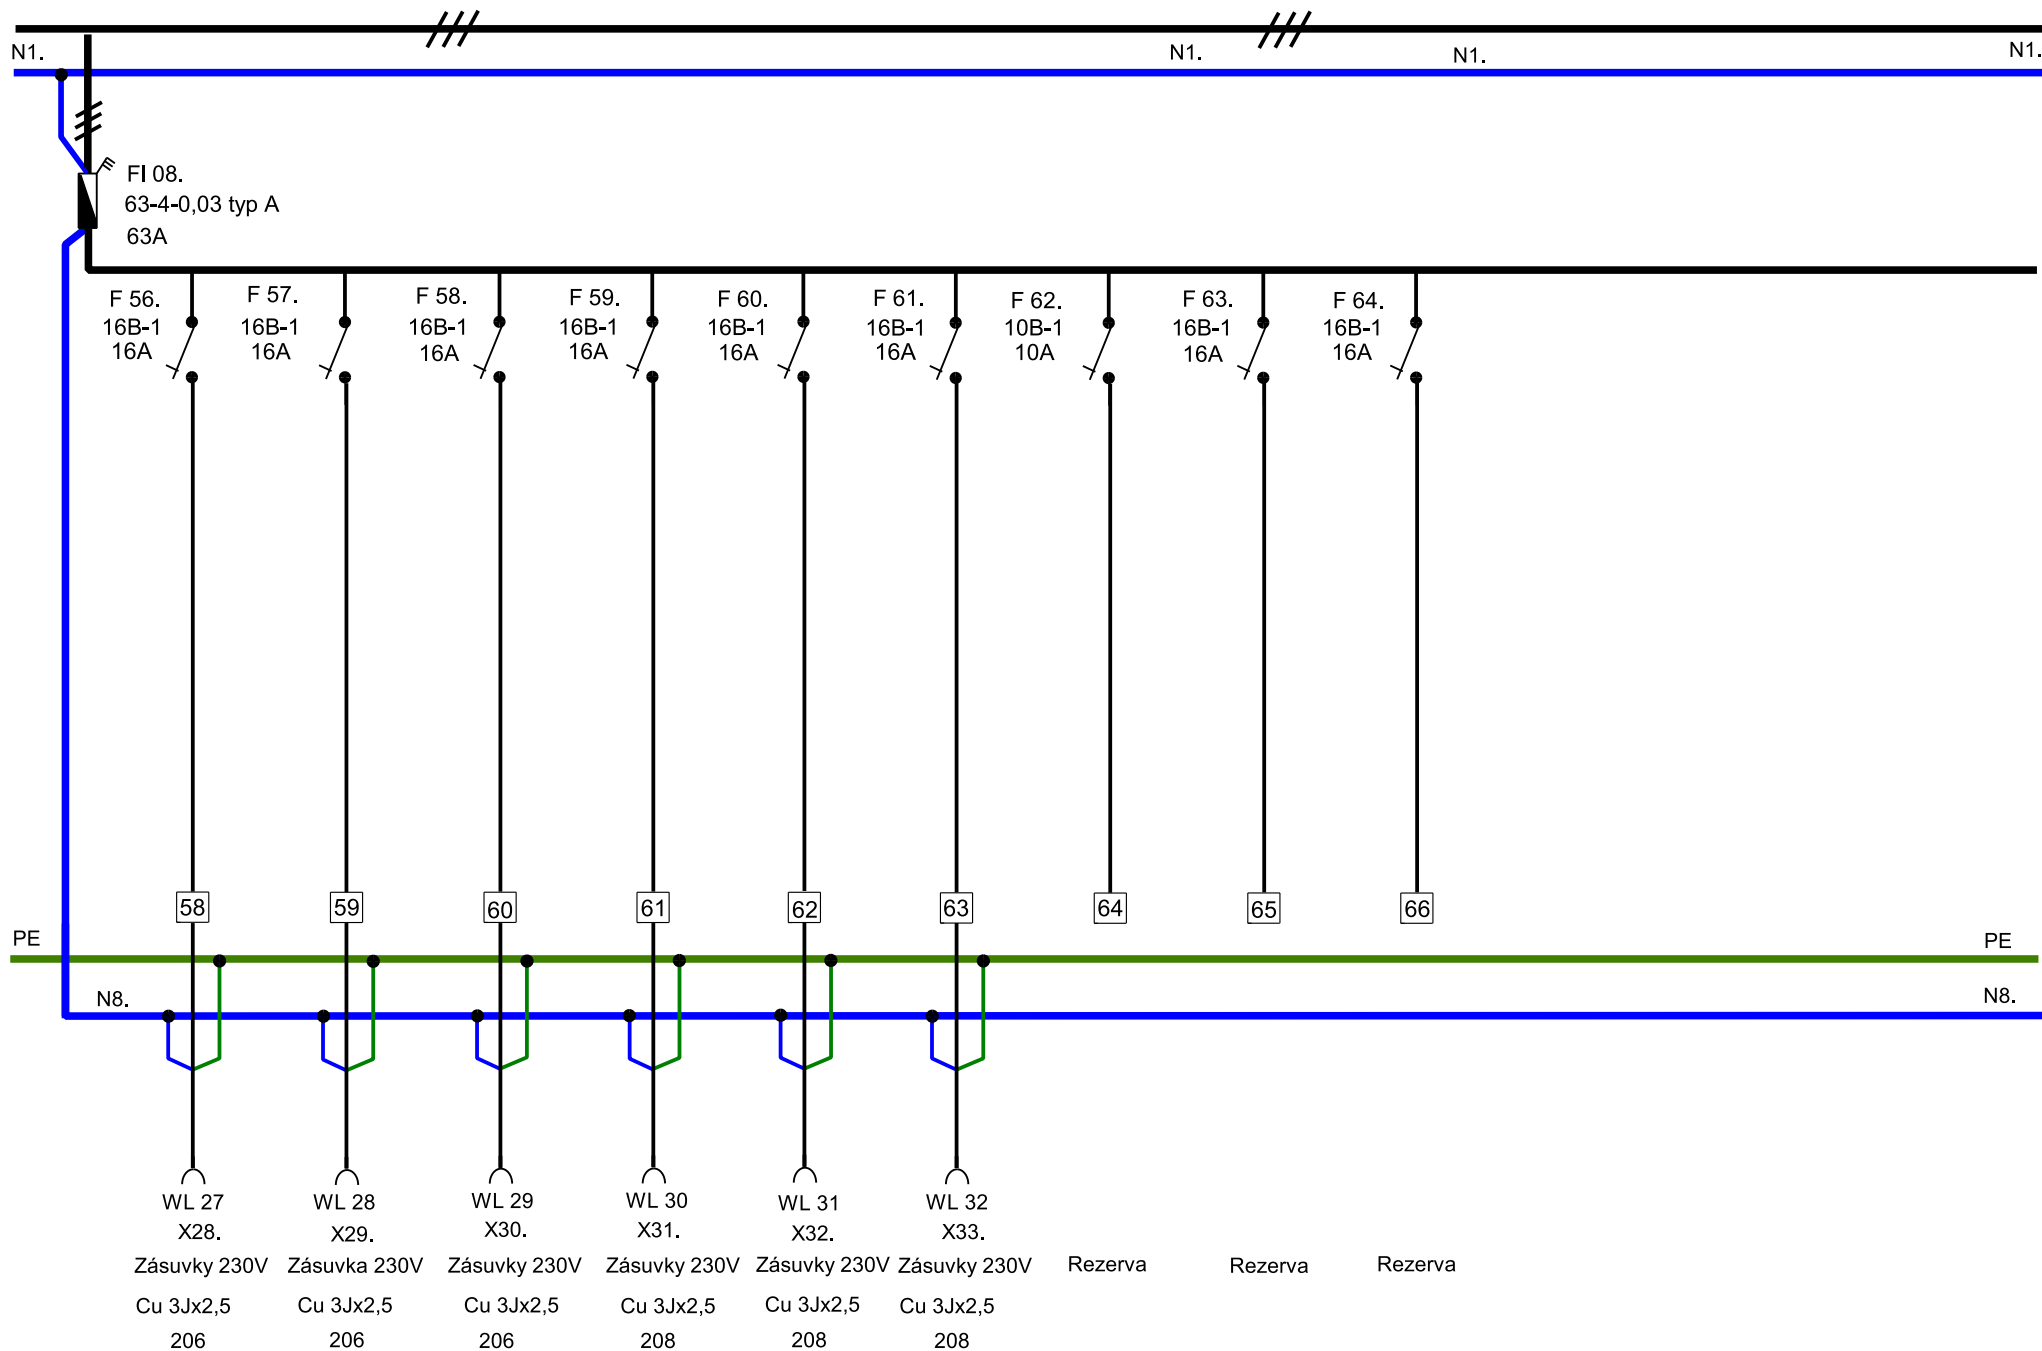 N1. N1. N1. N1.
FI 08.
63-4-0,03 typ A
63A
F 56. F 57. F 58. F 59. F 60. F 61. F 62. F 63. F 64.
16B-1 16B-1 16B-1 16B-1 16B-1 16B-1 10B-1 16B-1 16B-1
16A 16A 16A 16A 16A 16A 10A 16A 16A
58 59 60 61 62 63 64 65 66
PE PE
N8. N8.
WL 27 WL 28 WL 29 WL 30 WL 31 WL 32
X28. X29. X30. X31. X32. X33.
Zásuvky 230V Zásuvka 230V Zásuvky 230V Zásuvky 230V Zásuvky 230V Zásuvky 230V Rezerva Rezerva Rezerva
Cu 3Jx2,5 Cu 3Jx2,5 Cu 3Jx2,5 Cu 3Jx2,5 Cu 3Jx2,5 Cu 3Jx2,5
206 206 206 208 208 208